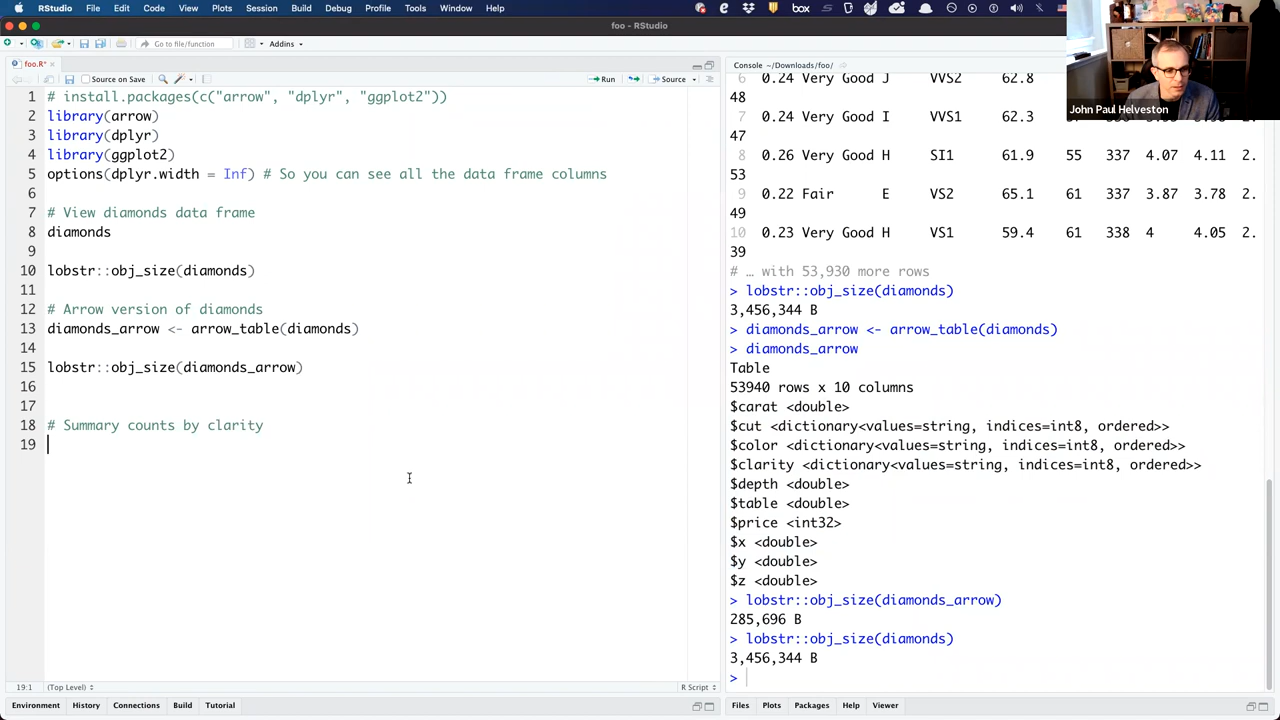 RStudio File Edit Code View Plots Session Build Debug Profile Tools Window Help
foo - RStudio
Go to file/function
Addins
foo.R*
Source on Save
Run
Source
1 # install.packages(c("arrow", "dplyr", "ggplot2"))
2 library(arrow)
3 library(dplyr)
4 library(ggplot2)
5 options(dplyr.width = Inf) # So you can see all the data frame columns
6
7 # View diamonds data frame
8 diamonds
9
10 lobstr::obj_size(diamonds)
11
12 # Arrow version of diamonds
13 diamonds_arrow <- arrow_table(diamonds)
14
15 lobstr::obj_size(diamonds_arrow)
16
17
18 # Summary counts by clarity
19
19:1 (Top Level) R Script
Environment History Connections Build Tutorial
Console ~/Downloads/foo/
6 0.24 Very Good J VVS2 62.8
48
7 0.24 Very Good I VVS1 62.3
47
8 0.26 Very Good H SI1 61.9 55 337 4.07 4.11 2.
53
9 0.22 Fair E VS2 65.1 61 337 3.87 3.78 2.
49
10 0.23 Very Good H VS1 59.4 61 338 4 4.05 2.
39
# … with 53,930 more rows
> lobstr::obj_size(diamonds)
3,456,344 B
> diamonds_arrow <- arrow_table(diamonds)
> diamonds_arrow
Table
53940 rows x 10 columns
$carat <double>
$cut <dictionary<values=string, indices=int8, ordered>>
$color <dictionary<values=string, indices=int8, ordered>>
$clarity <dictionary<values=string, indices=int8, ordered>>
$depth <double>
$table <double>
$price <int32>
$x <double>
$y <double>
$z <double>
> lobstr::obj_size(diamonds_arrow)
285,696 B
> lobstr::obj_size(diamonds)
3,456,344 B
>
Files Plots Packages Help Viewer
John Paul Helveston